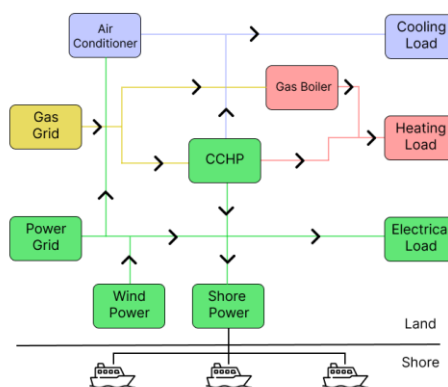 Air
Conditioner
Cooling
Load
Gas Boiler
Gas
Grid
CCHP
Heating
Load
Power
Grid
Electrical
Load
Wind
Power
Shore
Power
Land
Shore